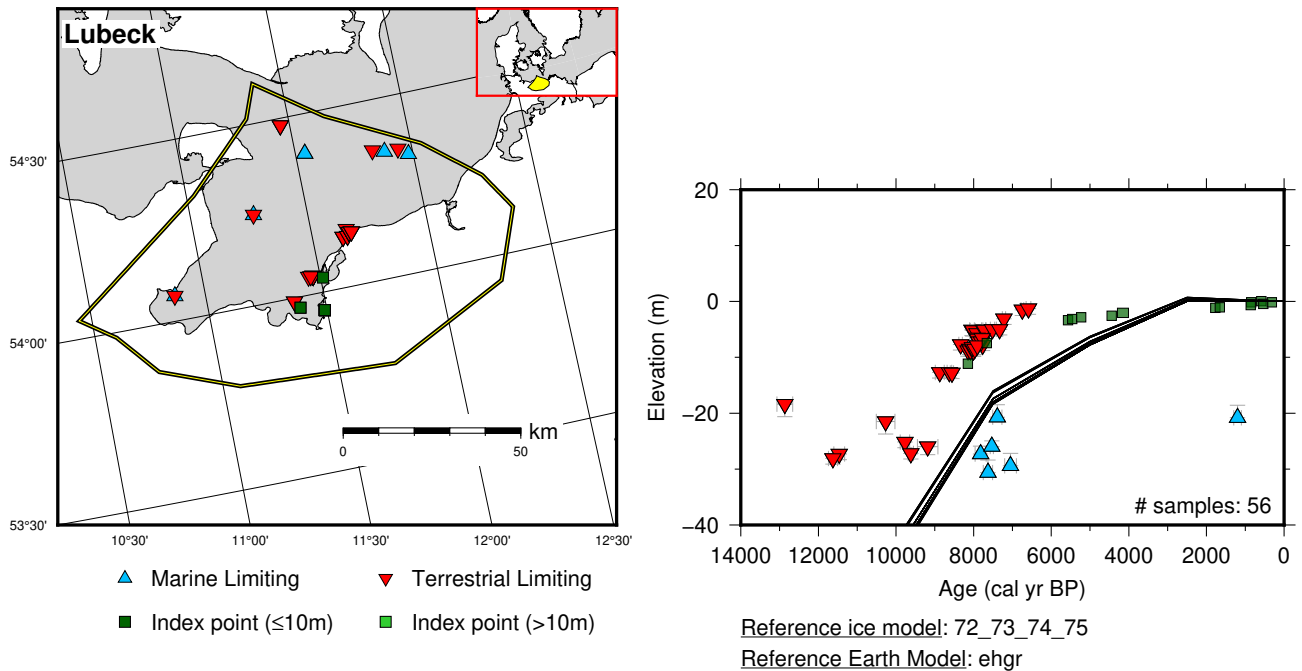 Lubeck
54°30'
54°00'
53°30'
10°30'
11°00'
11°30'
12°00'
12°30'
km
0
50
Marine Limiting
Terrestrial Limiting
Index point (≤10m)
Index point (>10m)
20
0
−20
−40
Elevation (m)
# samples: 56
14000
12000
10000
8000
6000
4000
2000
0
Age (cal yr BP)
Reference ice model: 72_73_74_75
Reference Earth Model: ehgr